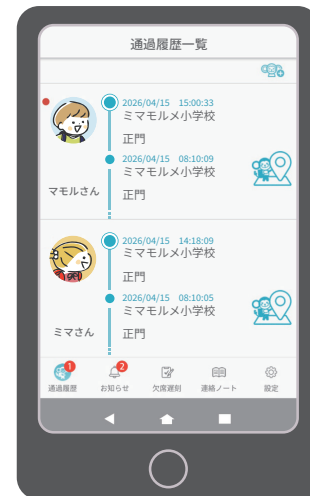 通過履歴一覧
2026/04/15 15:00:33
ミマモルメ小学校
正門
2026/04/15 08:10:09
ミマモルメ小学校
正門
マモルさん
2026/04/15 14:18:09
ミマモルメ小学校
正門
2026/04/15 08:10:05
ミマモルメ小学校
正門
ミマさん
1
2
通過履歴
お知らせ
欠席遅刻
連絡ノート
設定